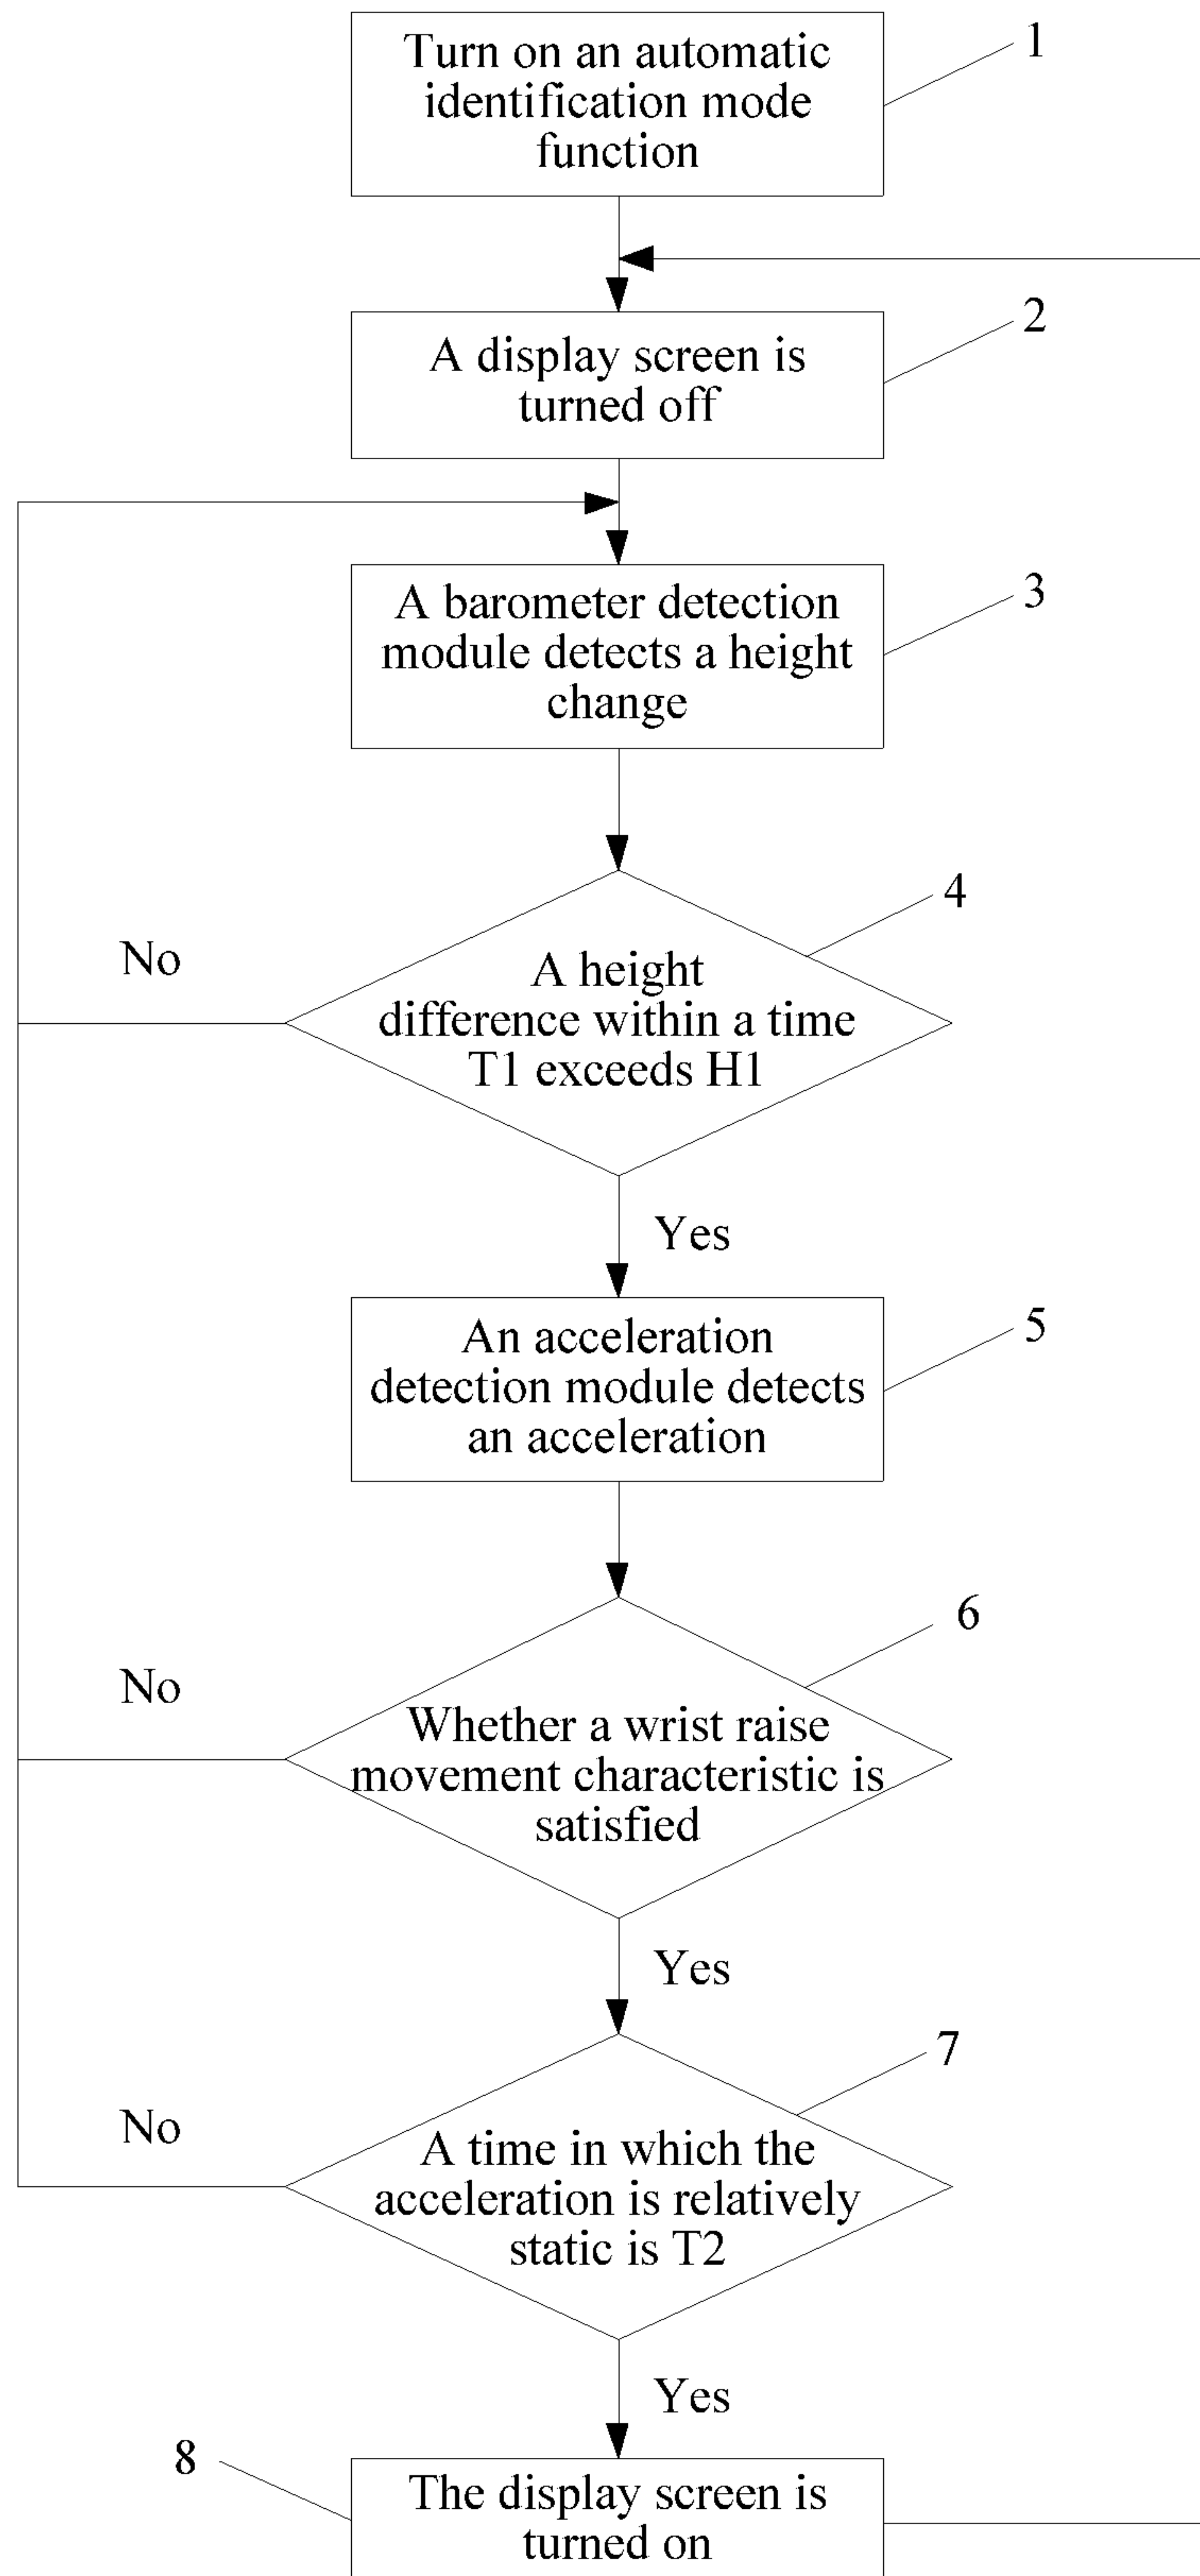 Turn on an automatic
identification mode
function
1
A display screen is
turned off
2
A barometer detection
module detects a height
change
3
4
No
A height
difference within a time
T1 exceeds H1
Yes
An acceleration
detection module detects
an acceleration
5
6
No
Whether a wrist raise
movement characteristic is
satisfied
Yes
7
No
A time in which the
acceleration is relatively
static is T2
Yes
8
The display screen is
turned on